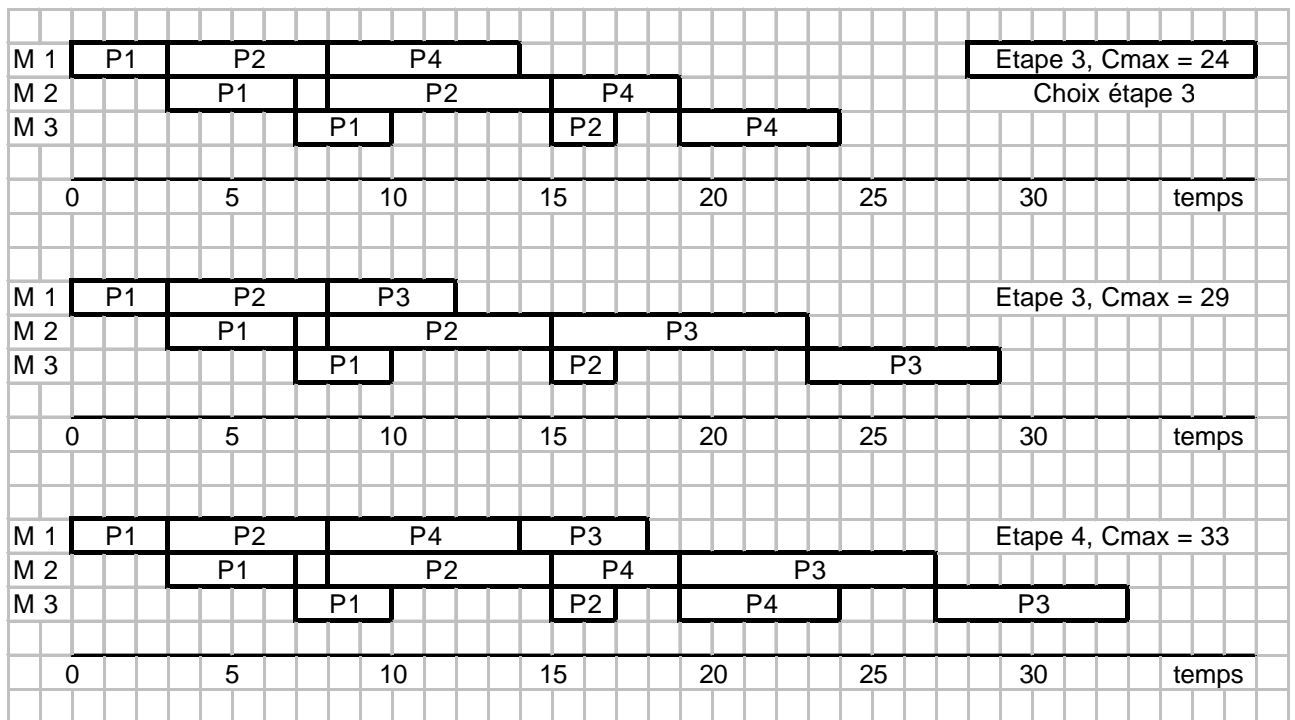 M 1 P1 P2 P4 Etape 3, Cmax = 24
M 2 P1 P2 P4 Choix étape 3
M 3 P1 P2 P4
0 5 10 15 20 25 30 temps
M 1 P1 P2 P3 Etape 3, Cmax = 29
M 2 P1 P2 P3
M 3 P1 P2 P3
0 5 10 15 20 25 30 temps
M 1 P1 P2 P4 P3 Etape 4, Cmax = 33
M 2 P1 P2 P4 P3
M 3 P1 P2 P4 P3
0 5 10 15 20 25 30 temps